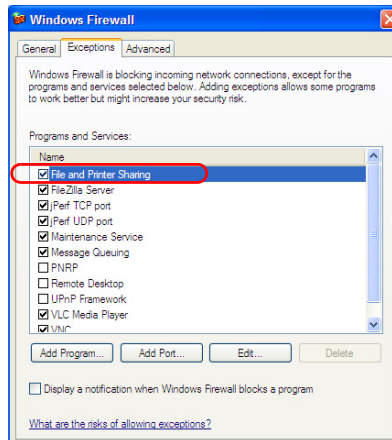 Windows Firewall
General Exceptions Advanced
Windows Firewall is blocking incoming network connections, except for the
programs and services selected below. Adding exceptions allows some programs
to work better but might increase your security risk.
Programs and Services:
Name
File and Printer Sharing
FileZilla Server
jPerf TCP port
jPerf UDP port
Maintenance Service
Message Queuing
PNRP
Remote Desktop
UPnP Framework
VLC Media Player
VNC
Add Program... Add Port... Edit... Delete
Display a notification when Windows Firewall blocks a program
What are the risks of allowing exceptions?